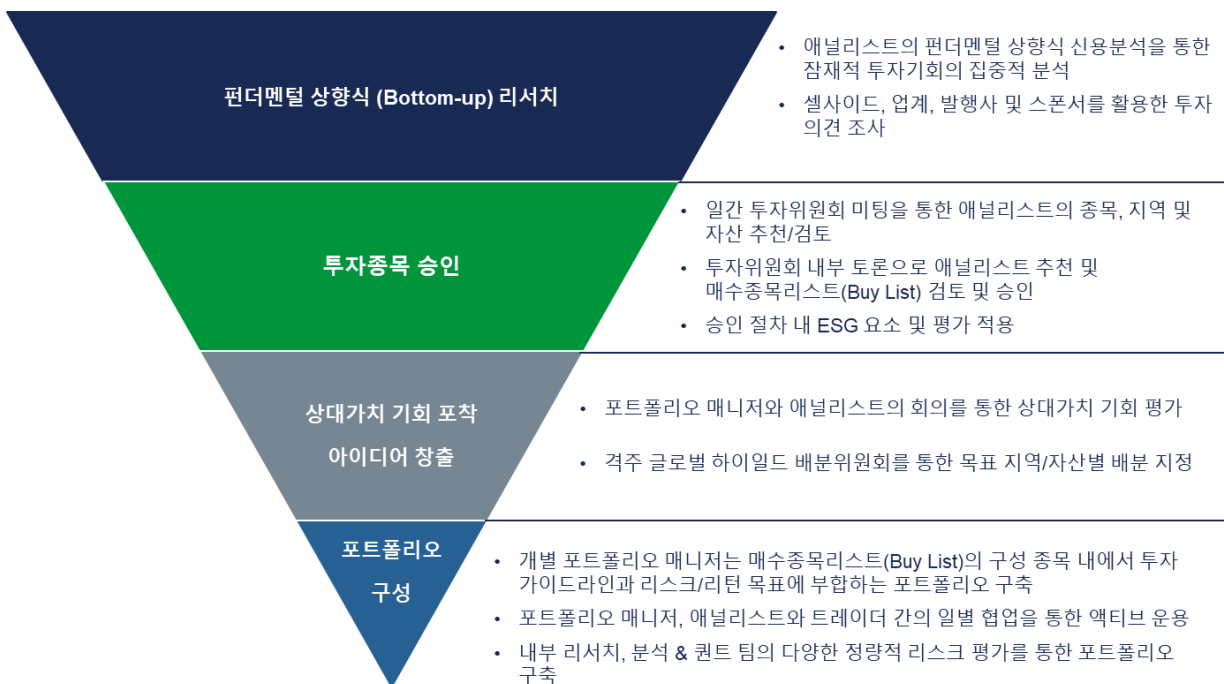 펀더멘털 상향식 (Bottom-up) 리서치
• 애널리스트의 펀더멘털 상향식 신용분석을 통한
잠재적 투자기회의 집중적 분석
• 셀사이드, 업계, 발행사 및 스폰서를 활용한 투자
의견 조사
투자종목 승인
• 일간 투자위원회 미팅을 통한 애널리스트의 종목, 지역 및
자산 추천/검토
• 투자위원회 내부 토론으로 애널리스트 추천 및
매수종목리스트(Buy List) 검토 및 승인
• 승인 절차 내 ESG 요소 및 평가 적용
상대가치 기회 포착
아이디어 창출
• 포트폴리오 매니저와 애널리스트의 회의를 통한 상대가치 기회 평가
• 격주 글로벌 하이일드 배분위원회를 통한 목표 지역/자산별 배분 지정
포트폴리오
구성
• 개별 포트폴리오 매니저는 매수종목리스트(Buy List)의 구성 종목 내에서 투자
가이드라인과 리스크/리턴 목표에 부합하는 포트폴리오 구축
• 포트폴리오 매니저, 애널리스트와 트레이더 간의 일별 협업을 통한 액티브 운용
• 내부 리서치, 분석 & 퀀트 팀의 다양한 정량적 리스크 평가를 통한 포트폴리오
구축